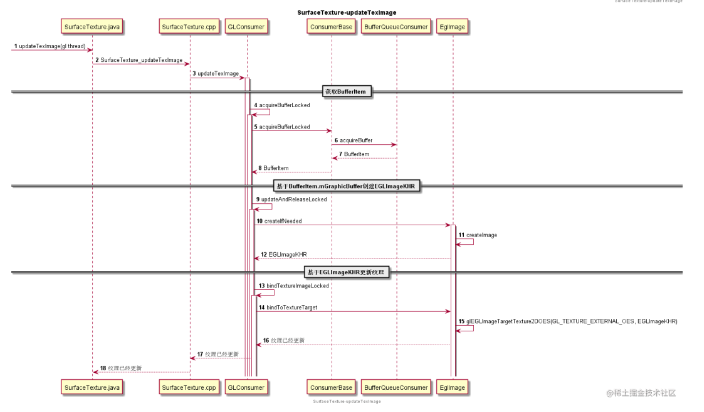 SurfaceTexture-updateTexImage
SurfaceTexture.java
SurfaceTexture.cpp
GLConsumer
ConsumerBase
BufferQueueConsumer
EglImage
1 updateTexImage(gl thread)
2 SurfaceTexture_updateTexImage
3 updateTexImage
获取BufferItem
4 acquireBufferLocked
5 acquireBufferLocked
6 acquireBuffer
7 BufferItem
8 BufferItem
基于BufferItem.mGraphicBuffer创建EGLImageKHR
9 updateAndReleaseLocked
10 createIfNeeded
11 createImage
12 EGLImageKHR
基于EGLImageKHR更新纹理
13 bindTextureImageLocked
14 bindToTextureTarget
15 glEGLImageTargetTexture2DOES(GL_TEXTURE_EXTERNAL_OES, EGLImageKHR)
16 纹理已经更新
17 纹理已经更新
18 纹理已经更新
SurfaceTexture.java
SurfaceTexture.cpp
GLConsumer
ConsumerBase
BufferQueueConsumer
EglImage
@稀土掘金技术社区
SurfaceTexture-updateTexImage